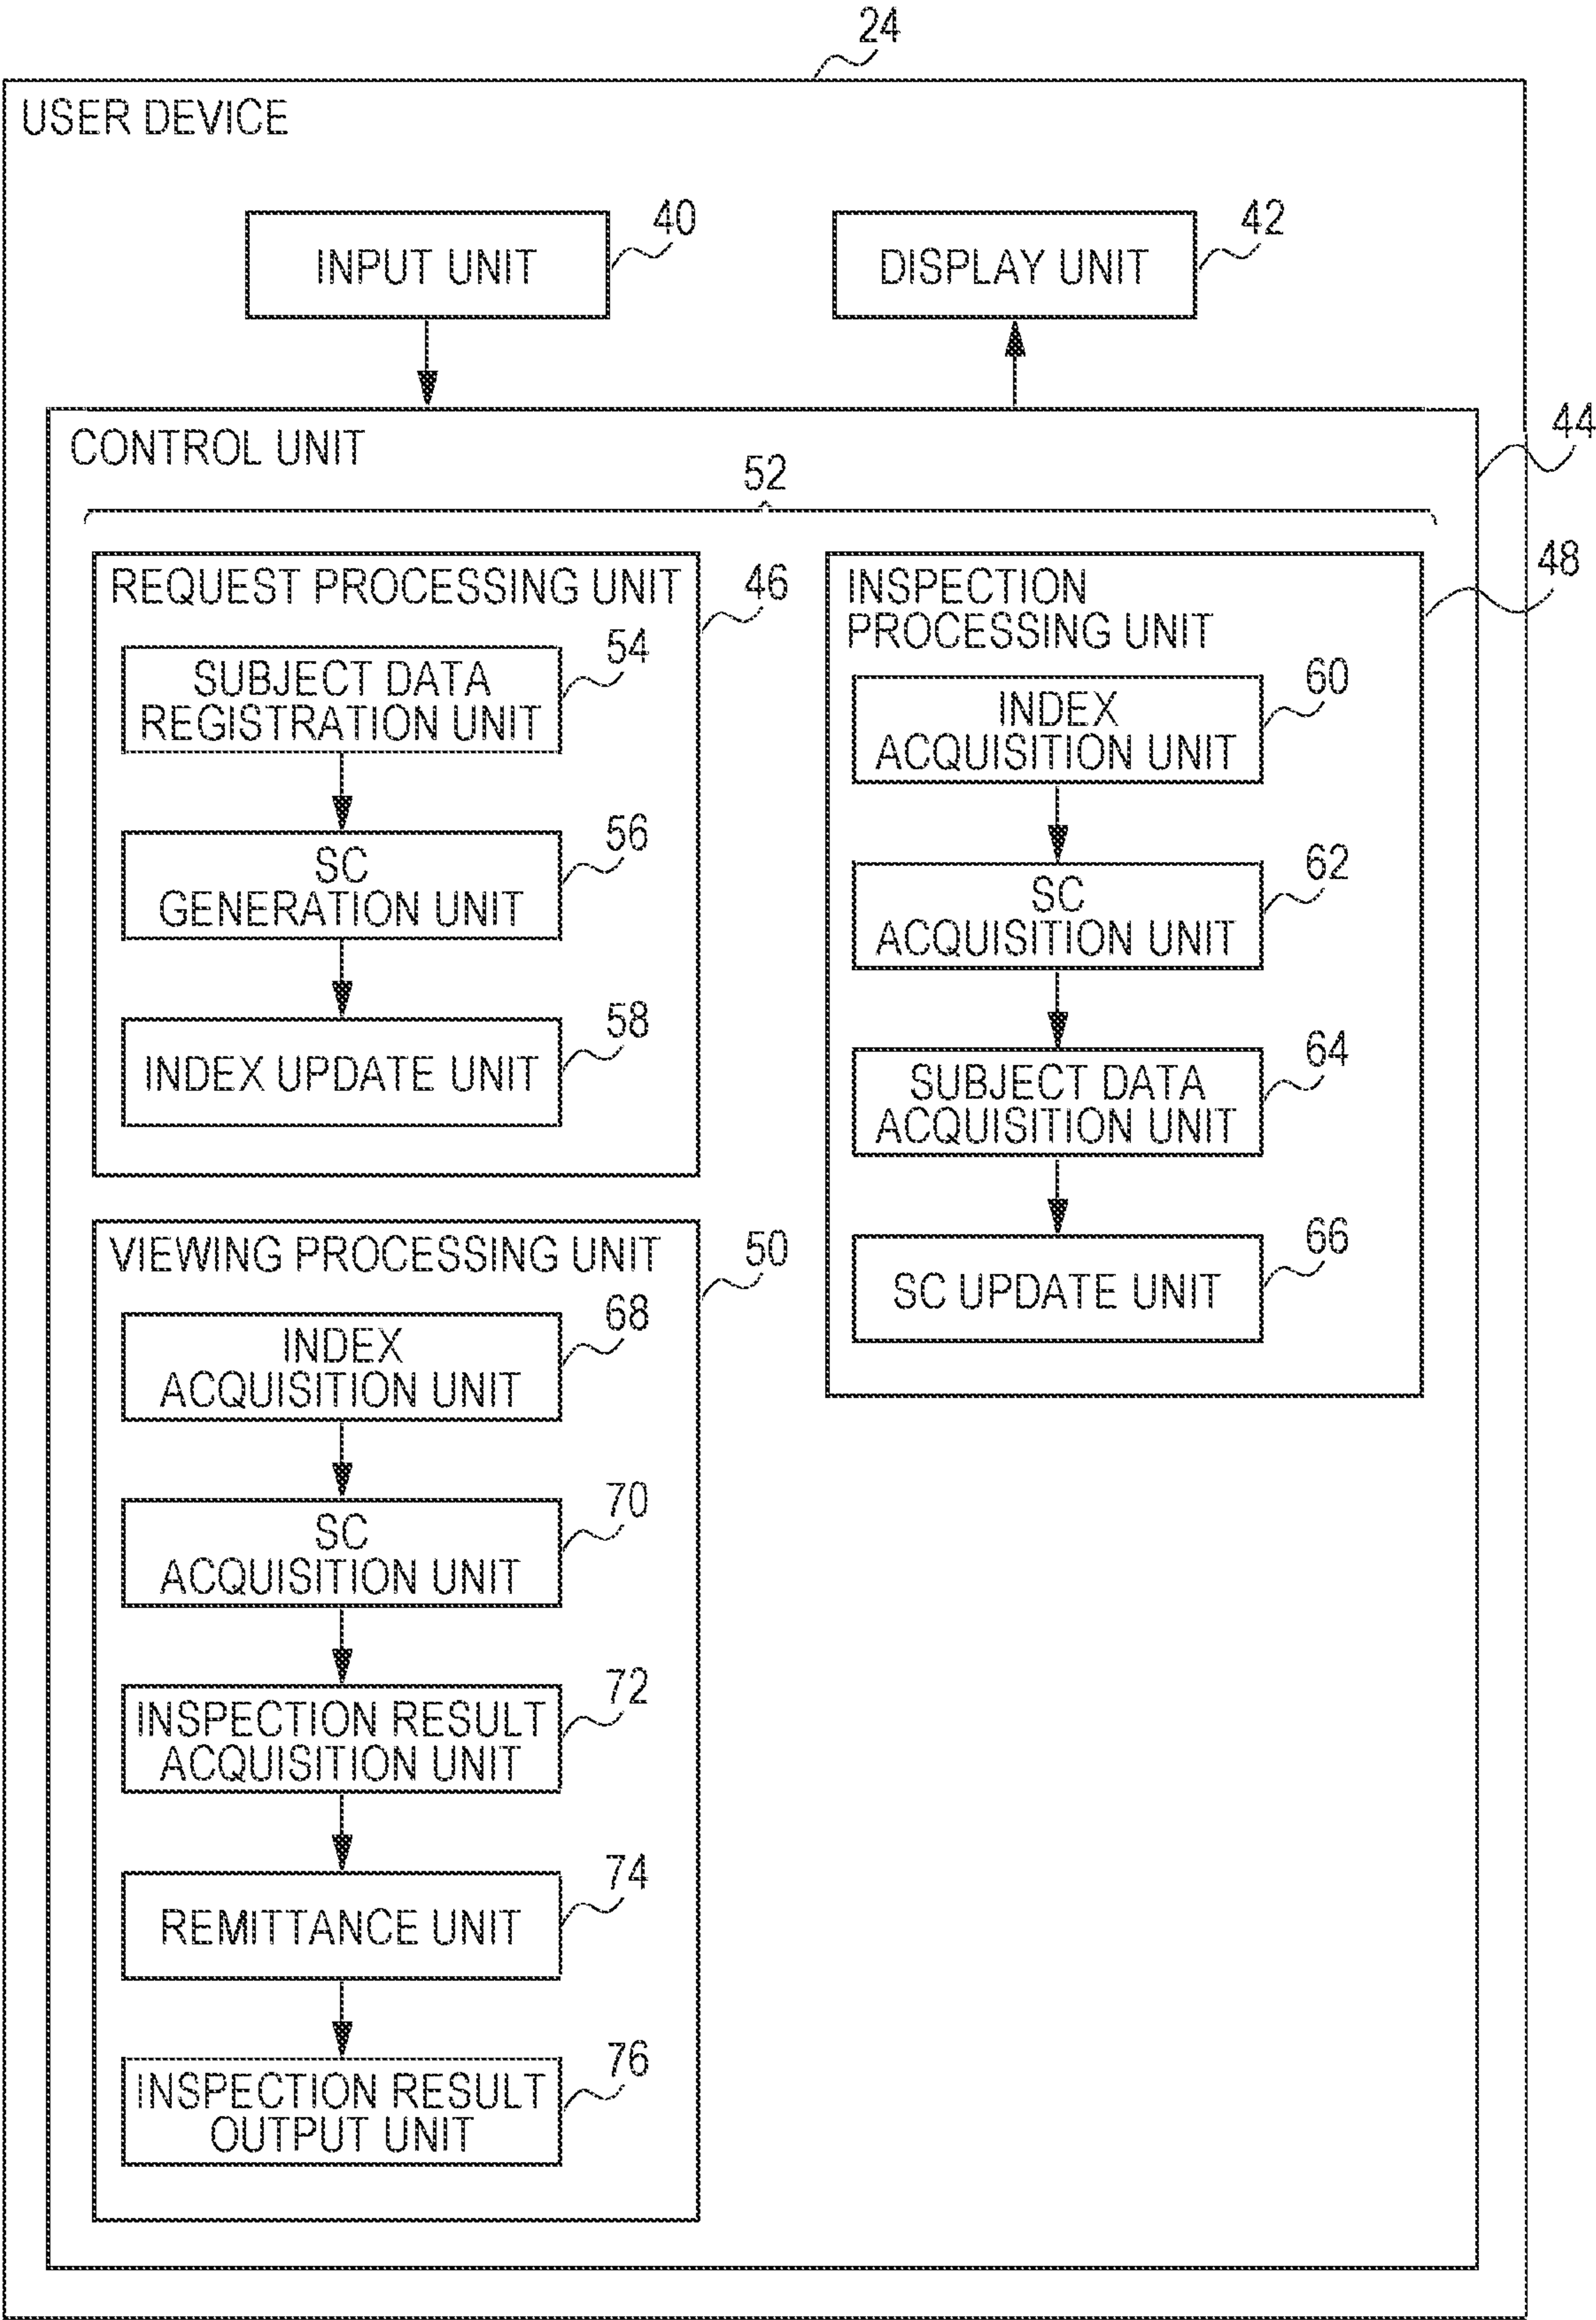 24
USER DEVICE
40
INPUT UNIT
42
DISPLAY UNIT
44
CONTROL UNIT
52
46
REQUEST PROCESSING UNIT
54
SUBJECT DATA
REGISTRATION UNIT
56
SC
GENERATION UNIT
58
INDEX UPDATE UNIT
48
INSPECTION
PROCESSING UNIT
60
INDEX
ACQUISITION UNIT
62
SC
ACQUISITION UNIT
64
SUBJECT DATA
ACQUISITION UNIT
66
SC UPDATE UNIT
50
VIEWING PROCESSING UNIT
68
INDEX
ACQUISITION UNIT
70
SC
ACQUISITION UNIT
72
INSPECTION RESULT
ACQUISITION UNIT
74
REMITTANCE UNIT
76
INSPECTION RESULT
OUTPUT UNIT